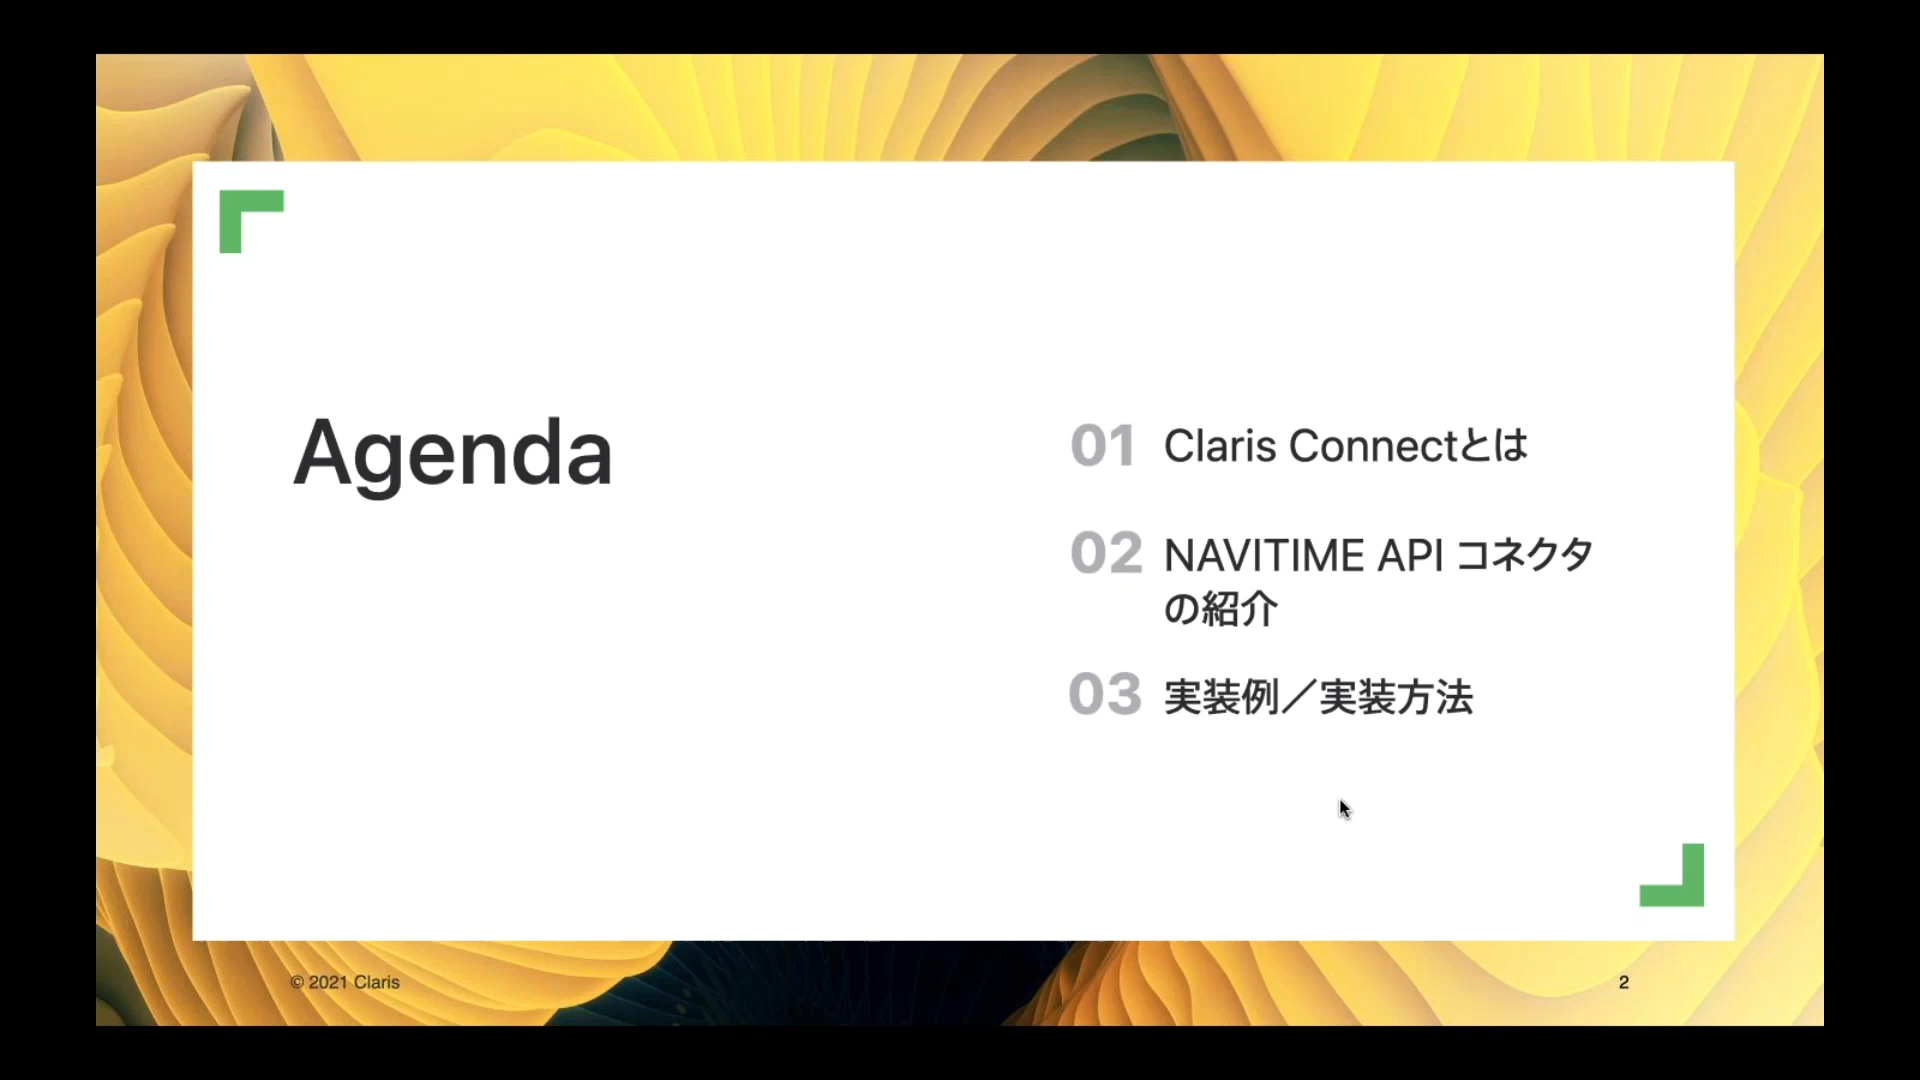 Agenda
01 Claris Connectとは
02 NAVITIME API コネクタ
の紹介
03 実装例／実装方法
© 2021 Claris
2